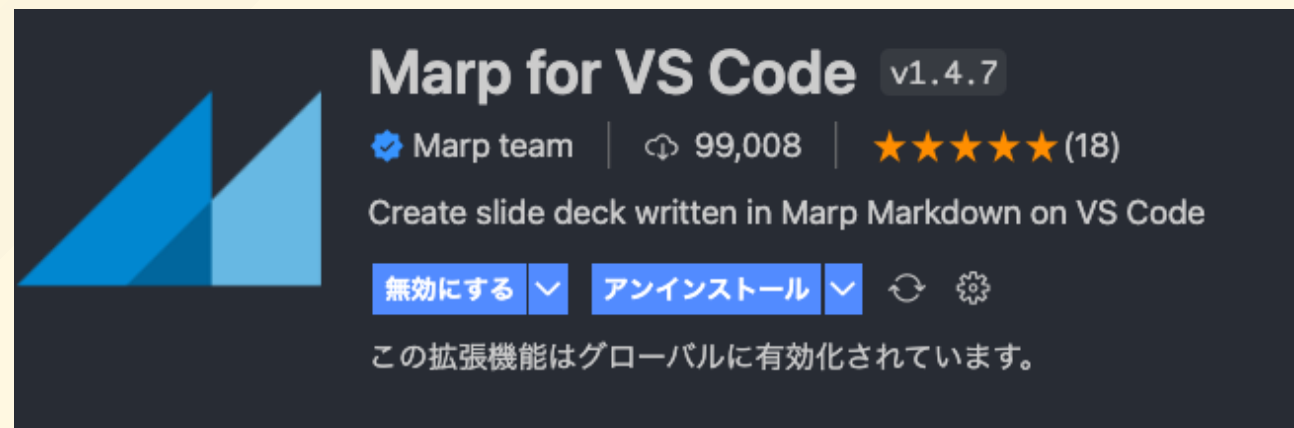 Marp for VS Code v1.4.7
Marp team 99,008 ★★★★★(18)
Create slide deck written in Marp Markdown on VS Code
無効にする アンインストール
この拡張機能はグローバルに有効化されています。